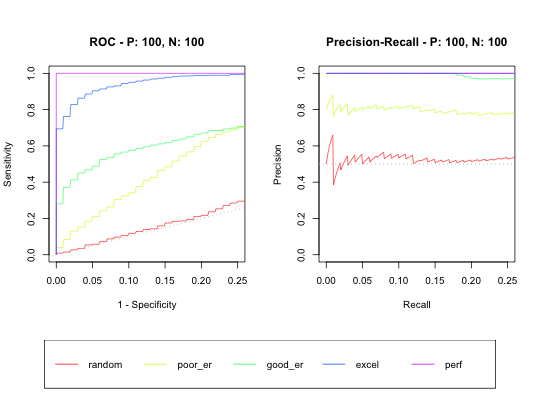 ROC - P: 100, N: 100
Sensitivity
0.0 0.2 0.4 0.6 0.8 1.0
0.00 0.05 0.10 0.15 0.20 0.25
1 - Specificity
Precision-Recall - P: 100, N: 100
Precision
0.0 0.2 0.4 0.6 0.8 1.0
0.00 0.05 0.10 0.15 0.20 0.25
Recall
random poor_er good_er excel perf